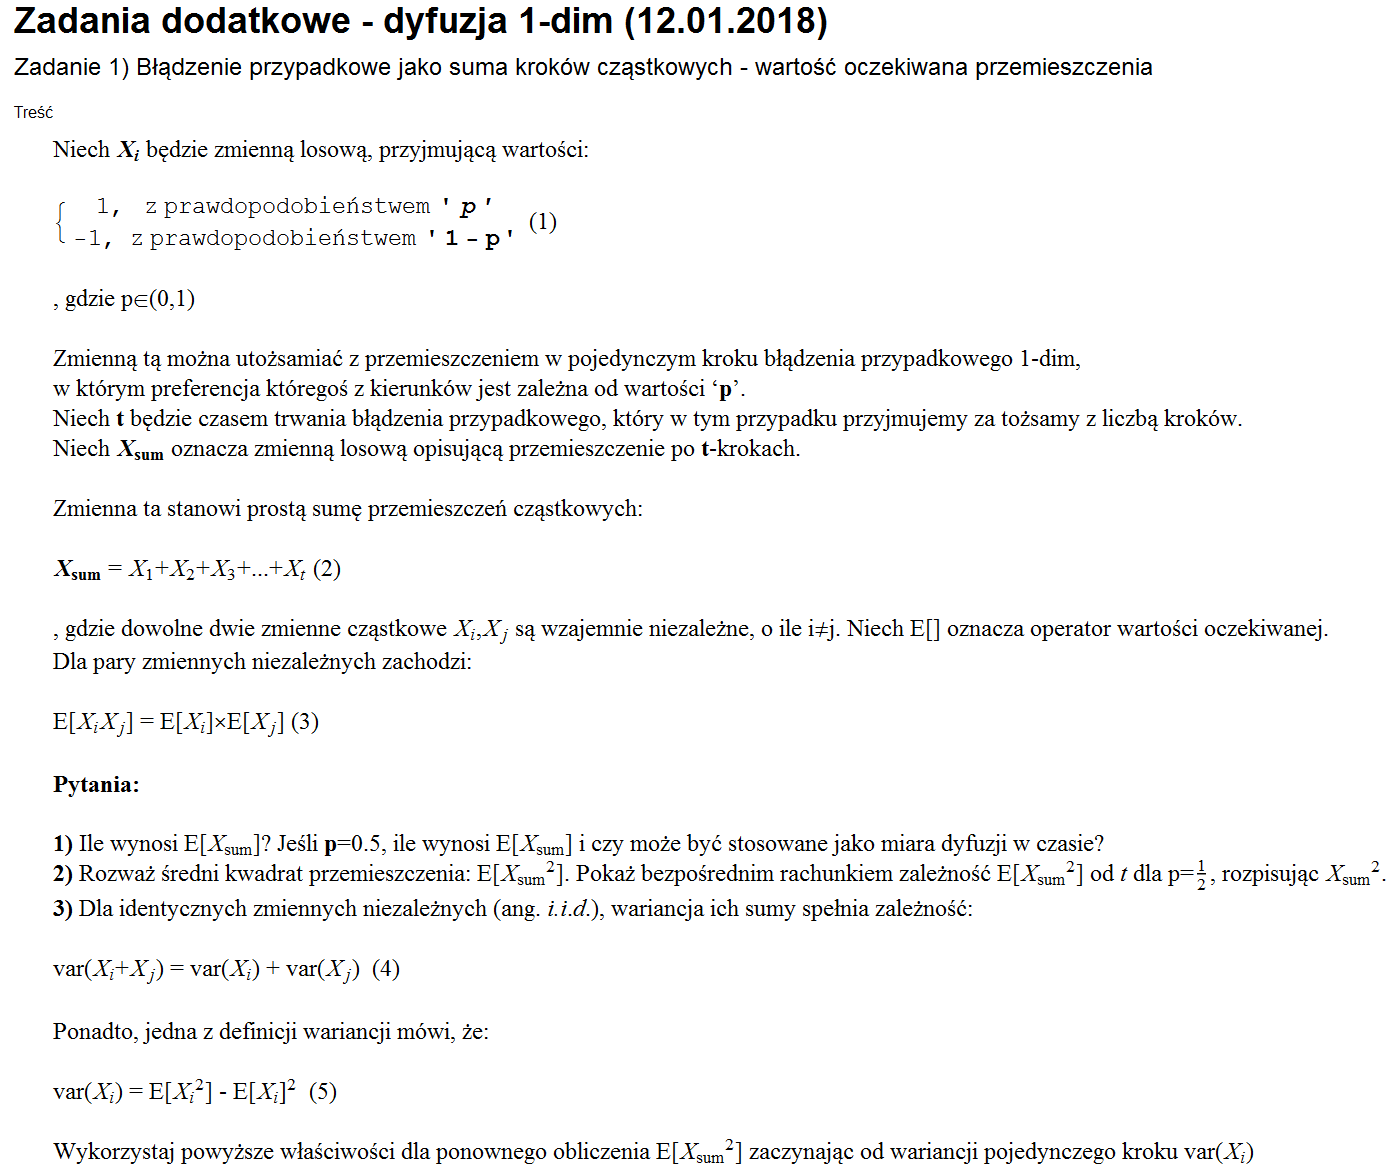 Zadania dodatkowe - dyfuzja 1-dim (12.01.2018)
Zadanie 1) Błądzenie przypadkowe jako suma kroków cząstkowych - wartość oczekiwana przemieszczenia
Treść
Niech Xᵢ będzie zmienną losową, przyjmującą wartości:
{ 1, z prawdopodobieństwem 'p'
-1, z prawdopodobieństwem '1-p' (1)
, gdzie p∈(0,1)
Zmienną tą można utożsamiać z przemieszczeniem w pojedynczym kroku błądzenia przypadkowego 1-dim,
w którym preferencja któregoś z kierunków jest zależna od wartości ‘p’.
Niech t będzie czasem trwania błądzenia przypadkowego, który w tym przypadku przyjmujemy za tożsamy z liczbą kroków.
Niech X_sum oznacza zmienną losową opisującą przemieszczenie po t-krokach.
Zmienna ta stanowi prostą sumę przemieszczeń cząstkowych:
X_sum = X₁+X₂+X₃+...+Xₜ (2)
, gdzie dowolne dwie zmienne cząstkowe Xᵢ,Xⱼ są wzajemnie niezależne, o ile i≠j. Niech E[] oznacza operator wartości oczekiwanej.
Dla pary zmiennych niezależnych zachodzi:
E[XᵢXⱼ] = E[Xᵢ]×E[Xⱼ] (3)
Pytania:
1) Ile wynosi E[X_sum]? Jeśli p=0.5, ile wynosi E[X_sum] i czy może być stosowane jako miara dyfuzji w czasie?
2) Rozważ średni kwadrat przemieszczenia: E[X_sum²]. Pokaż bezpośrednim rachunkiem zależność E[X_sum²] od t dla p=½, rozpisując X_sum².
3) Dla identycznych zmiennych niezależnych (ang. i.i.d.), wariancja ich sumy spełnia zależność:
var(Xᵢ+Xⱼ) = var(Xᵢ) + var(Xⱼ) (4)
Ponadto, jedna z definicji wariancji mówi, że:
var(Xᵢ) = E[Xᵢ²] - E[Xᵢ]² (5)
Wykorzystaj powyższe właściwości dla ponownego obliczenia E[X_sum²] zaczynając od wariancji pojedynczego kroku var(Xᵢ)